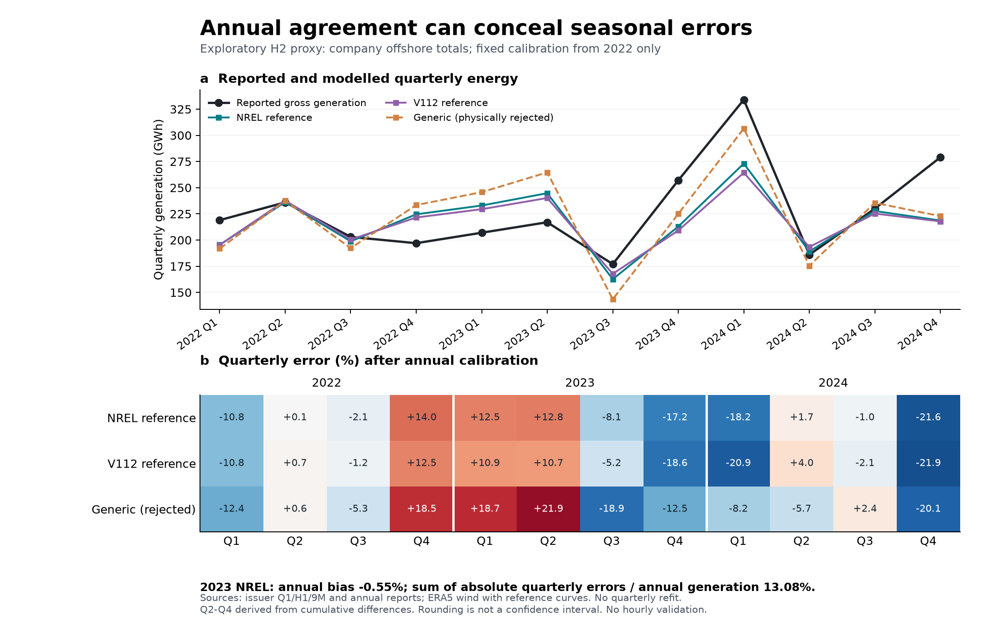 Annual agreement can conceal seasonal errors
Exploratory H2 proxy: company offshore totals; fixed calibration from 2022 only
a Reported and modelled quarterly energy
Reported gross generation
NREL reference
V112 reference
Generic (physically rejected)
Quarterly generation (GWh)
325
300
275
250
225
200
175
150
2022 Q1
2022 Q2
2022 Q3
2022 Q4
2023 Q1
2023 Q2
2023 Q3
2023 Q4
2024 Q1
2024 Q2
2024 Q3
2024 Q4
b Quarterly error (%) after annual calibration
2022 2023 2024
NREL reference -10.8 +0.1 -2.1 +14.0 +12.5 +12.8 -8.1 -17.2 -18.2 +1.7 -1.0 -21.6
V112 reference -10.8 +0.7 -1.2 +12.5 +10.9 +10.7 -5.2 -18.6 -20.9 +4.0 -2.1 -21.9
Generic (rejected) -12.4 +0.6 -5.3 +18.5 +18.7 +21.9 -18.9 -12.5 -8.2 -5.7 +2.4 -20.1
Q1 Q2 Q3 Q4 Q1 Q2 Q3 Q4 Q1 Q2 Q3 Q4
2023 NREL: annual bias -0.55%; sum of absolute quarterly errors / annual generation 13.08%.
Sources: issuer Q1/H1/9M and annual reports; ERA5 wind with reference curves. No quarterly refit.
Q2-Q4 derived from cumulative differences. Rounding is not a confidence interval. No hourly validation.